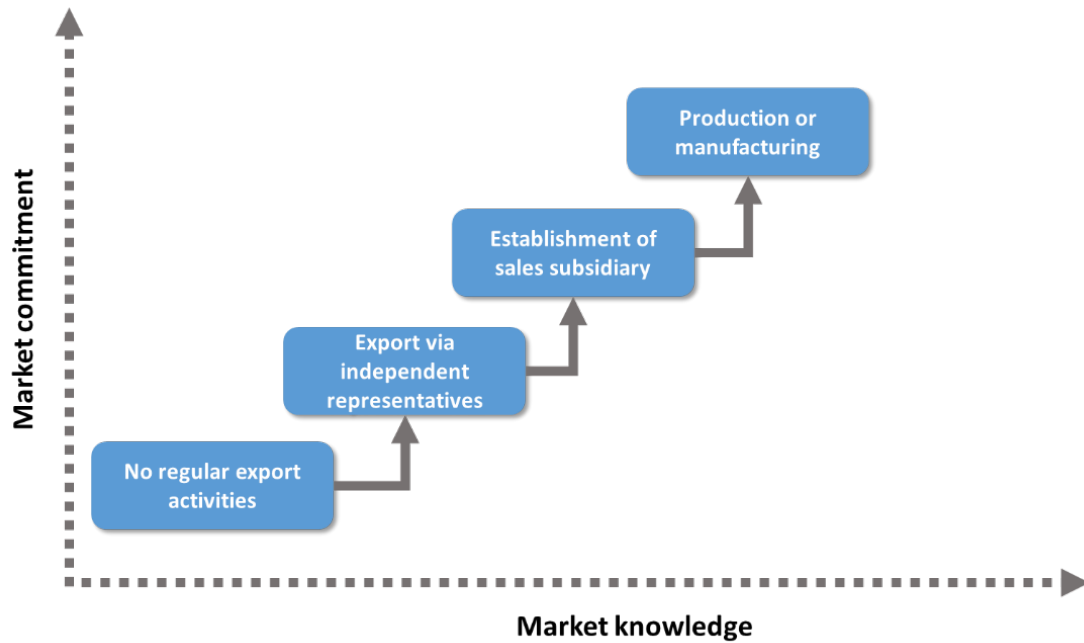 Production or
manufacturing
Establishment of
sales subsidiary
Export via
independent
representatives
No regular export
activities
Market commitment
Market knowledge